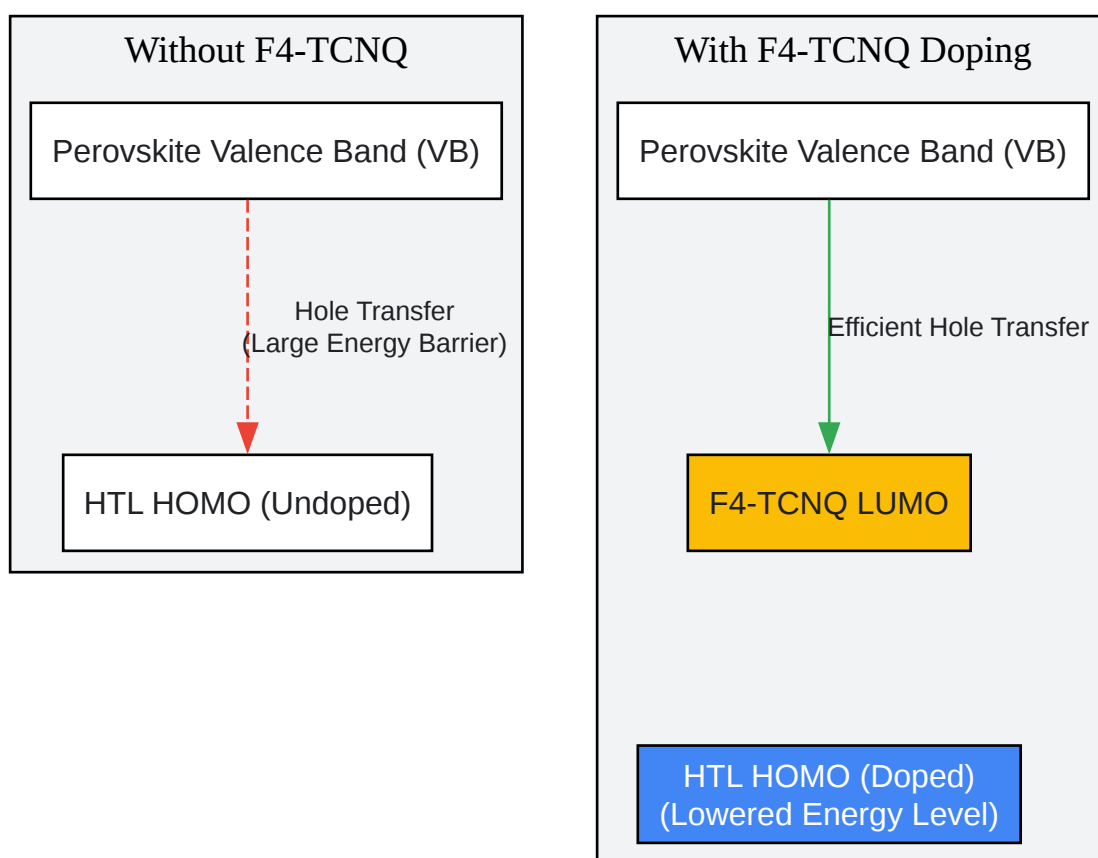 Without F4-TCNQ
Perovskite Valence Band (VB)
Hole Transfer
(Large Energy Barrier)
HTL HOMO (Undoped)
With F4-TCNQ Doping
Perovskite Valence Band (VB)
Efficient Hole Transfer
F4-TCNQ LUMO
HTL HOMO (Doped)
(Lowered Energy Level)